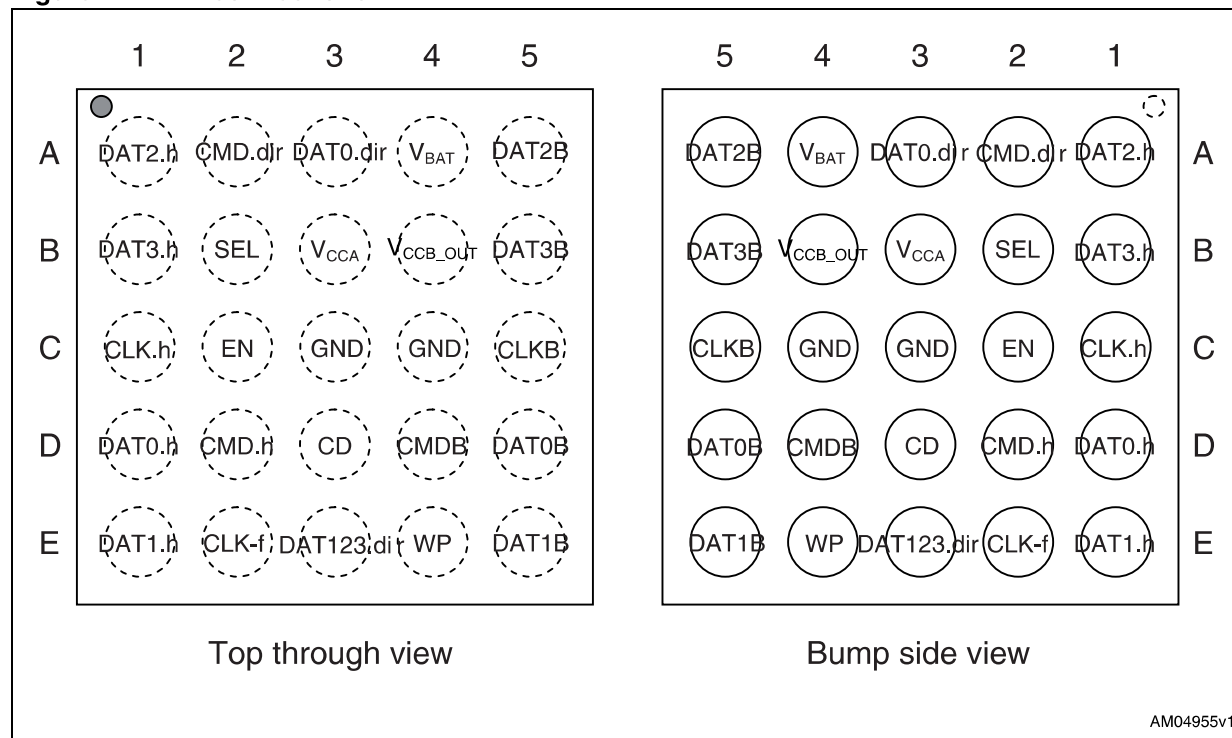 1 2 3 4 5 5 4 3 2 1
A DAT2.h CMD.dir DAT0.dir VBAT DAT2B DAT2B VBAT DAT0.dir CMD.dir DAT2.h A
B DAT3.h SEL VCCA VCCB_OUT DAT3B DAT3B VCCB_OUT VCCA SEL DAT3.h B
C CLK.h EN GND GND CLKB CLKB GND GND EN CLK.h C
D DAT0.h CMD.h CD CMDB DAT0B DAT0B CMDB CD CMD.h DAT0.h D
E DAT1.h CLK-f DAT123.dir WP DAT1B DAT1B WP DAT123.dir CLK-f DAT1.h E
Top through view Bump side view
AM04955v1